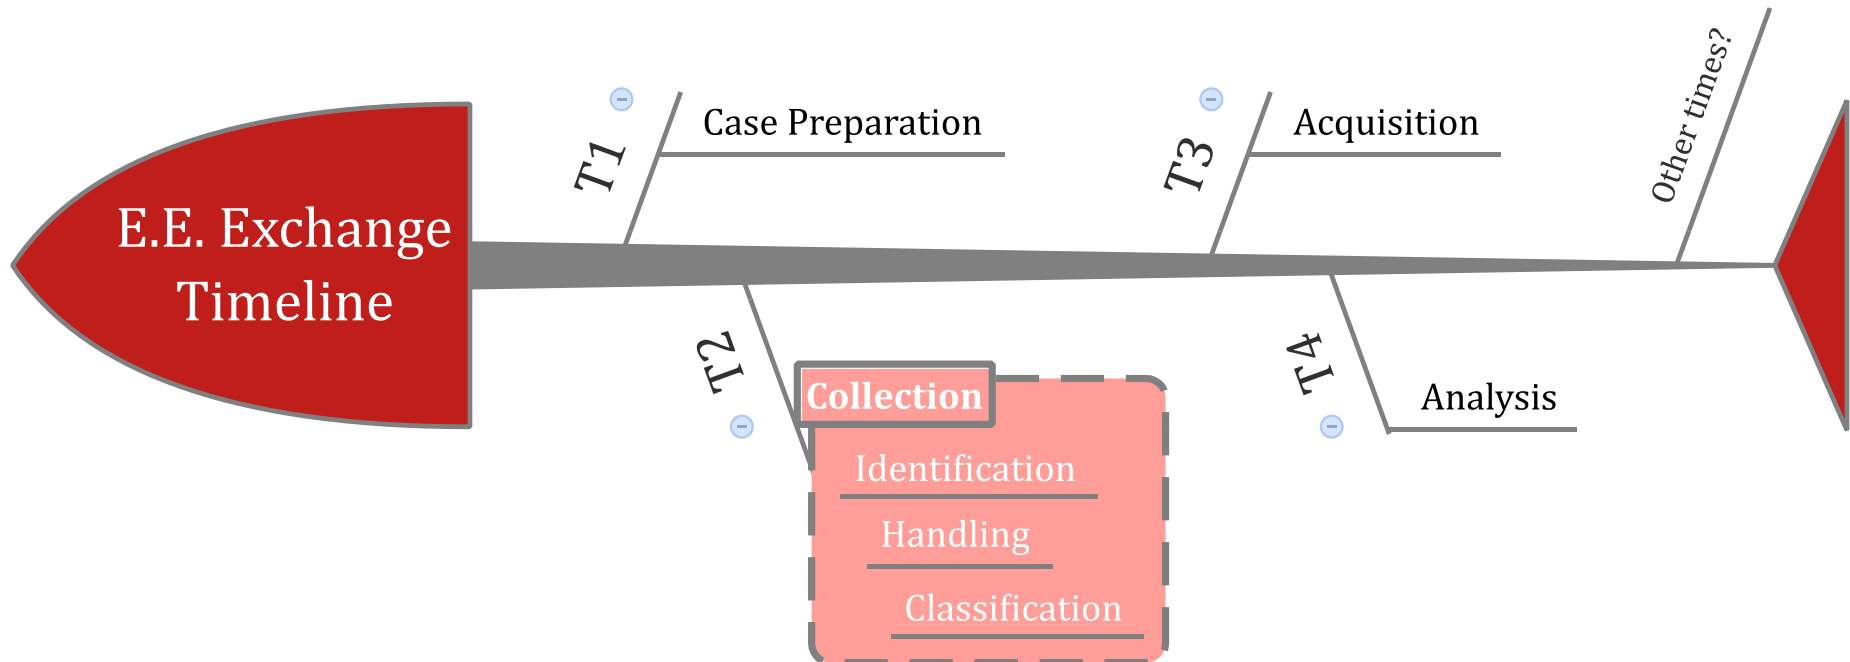 E.E. Exchange
Timeline
T1
Case Preparation
T2
Collection
Identification
Handling
Classification
T3
Acquisition
T4
Analysis
Other times?